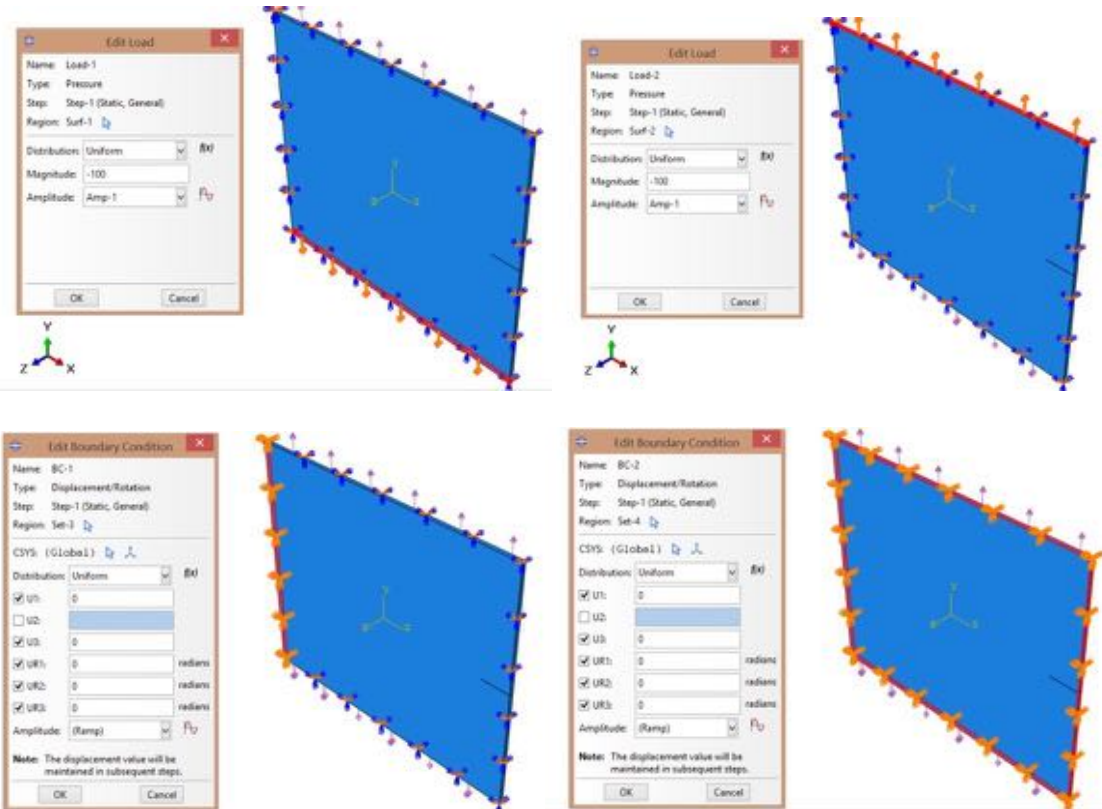 Edit Load
Name: Load-1
Type: Pressure
Step: Step-1 (Static, General)
Region: Surf-1
Distribution: Uniform f(x)
Magnitude: -100
Amplitude: Amp-1
OK Cancel
Y
Z X
Edit Load
Name: Load-2
Type: Pressure
Step: Step-1 (Static, General)
Region: Surf-2
Distribution: Uniform f(x)
Magnitude: -100
Amplitude: Amp-1
OK Cancel
Y
Z X
Edit Boundary Condition
Name: BC-1
Type: Displacement/Rotation
Step: Step-1 (Static, General)
Region: Set-3
CSYS: (Global)
Distribution: Uniform f(x)
U1: 0
U2:
U3: 0
UR1: 0 radians
UR2: 0 radians
UR3: 0 radians
Amplitude: (Ramp)
Note: The displacement value will be
maintained in subsequent steps.
OK Cancel
Edit Boundary Condition
Name: BC-2
Type: Displacement/Rotation
Step: Step-1 (Static, General)
Region: Set-4
CSYS: (Global)
Distribution: Uniform f(x)
U1: 0
U2:
U3: 0
UR1: 0 radians
UR2: 0 radians
UR3: 0 radians
Amplitude: (Ramp)
Note: The displacement value will be
maintained in subsequent steps.
OK Cancel